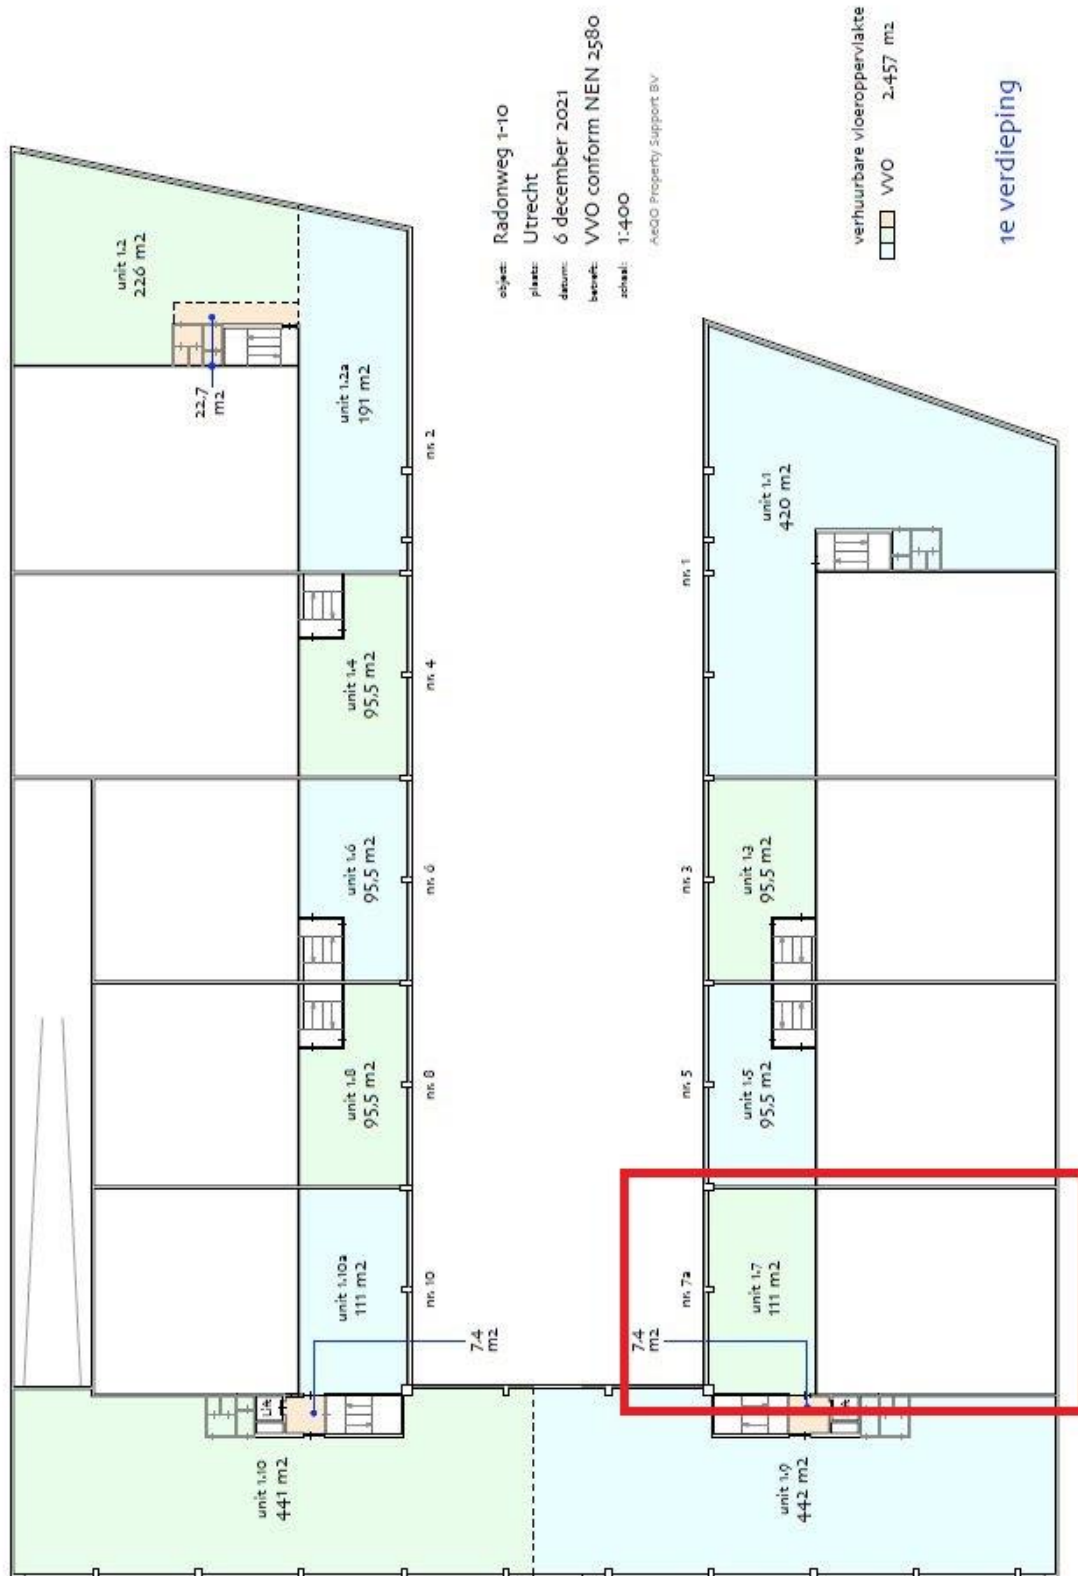 object: Radonweg 1-10
plaats: Utrecht
datum: 6 december 2021
betreft: VVO conform NEN 2580
schaal: 1:400
AeQO Property Support BV
verhuurbare vloeroppervlakte
VVO 2.457 m2
1e verdieping
unit 1.2
226 m2
22,7
m2
unit 1.2a
191 m2
nr. 2
unit 1.4
95,5 m2
nr. 4
unit 1.6
95,5 m2
nr. 6
unit 1.8
95,5 m2
nr. 8
unit 1.10a
111 m2
nr. 10
7,4
m2
Lift
unit 1.10
441 m2
unit 1.1
420 m2
nr. 1
unit 1.3
95,5 m2
nr. 3
unit 1.5
95,5 m2
nr. 5
unit 1.7
111 m2
nr. 7a
7,4
m2
Lift
unit 1.9
442 m2